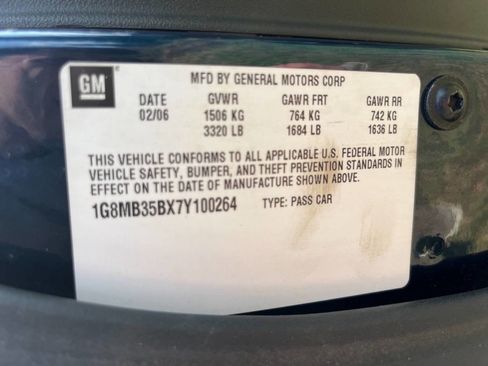 GM ® MFD BY GENERAL MOTORS CORP
DATE GVWR GAWR FRT GAWR RR
02/06 1506 KG 764 KG 742 KG
3320 LB 1684 LB 1636 LB
THIS VEHICLE CONFORMS TO ALL APPLICABLE U.S. FEDERAL MOTOR
VEHICLE SAFETY, BUMPER, AND THEFT PREVENTION STANDARDS IN
EFFECT ON THE DATE OF MANUFACTURE SHOWN ABOVE.
1G8MB35BX7Y100264 TYPE: PASS CAR